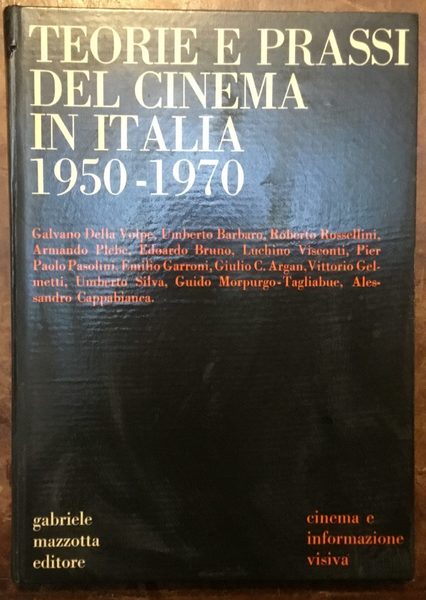 TEORIE E PRASSI
DEL CINEMA
IN ITALIA
1950-1970
Galvano Della Volpe, Umberto Barbaro, Roberto Rossellini,
Armando Plebe, Edoardo Bruno, Luchino Visconti, Pier
Paolo Pasolini, Emilio Garroni, Giulio C. Argan, Vittorio Gel-
metti, Umberto Silva, Guido Morpurgo-Tagliabue, Ales-
sandro Cappabianca.
gabriele
mazzotta
editore
cinema e
informazione
visiva